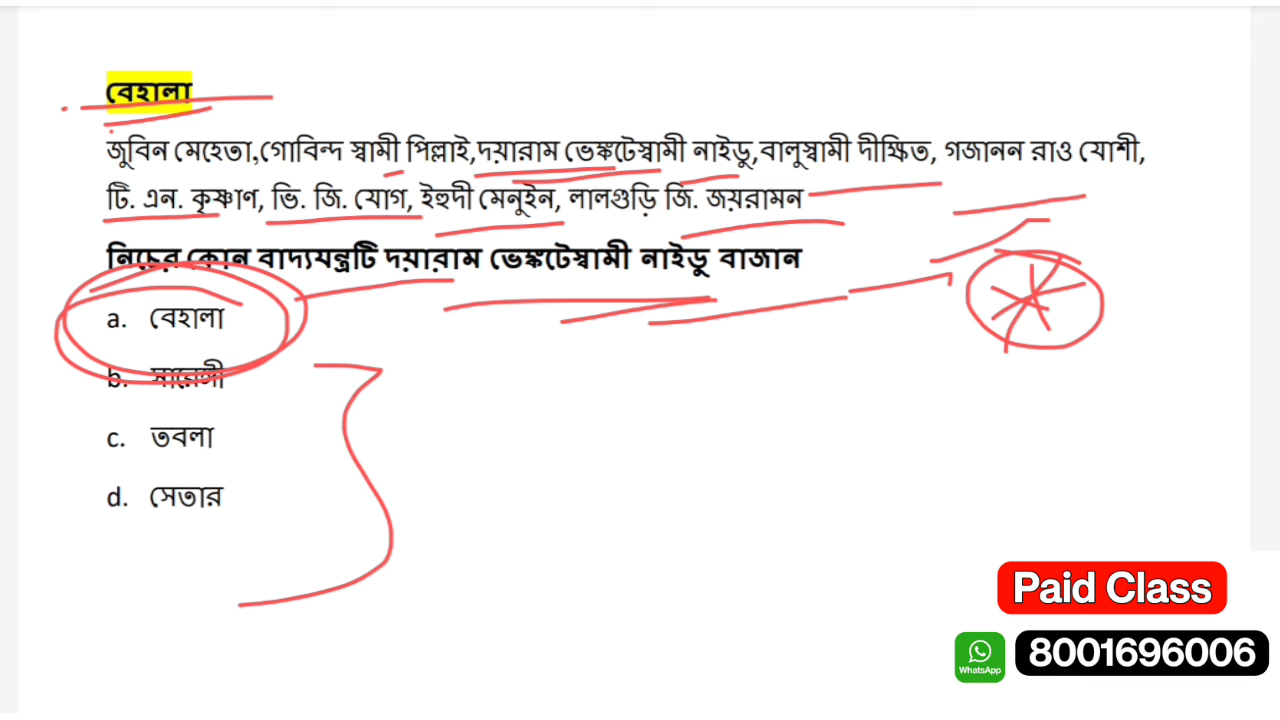 বেহালা
জুবিন মেহেতা,গোবিন্দ স্বামী পিল্লাই,দয়ারাম ভেঙ্কটেস্বামী নাইডু,বালুস্বামী দীক্ষিত, গজানন রাও যোশী,
টি. এন. কৃষ্ণাণ, ভি. জি. যোগ, ইহুদী মেনুইন, লালগুড়ি জি. জয়রামন
নিচের কোন বাদ্যযন্ত্রটি দয়ারাম ভেঙ্কটেস্বামী নাইডু বাজান
a. বেহালা
b. সারেঙ্গী
c. তবলা
d. সেতার
Paid Class
WhatsApp 8001696006